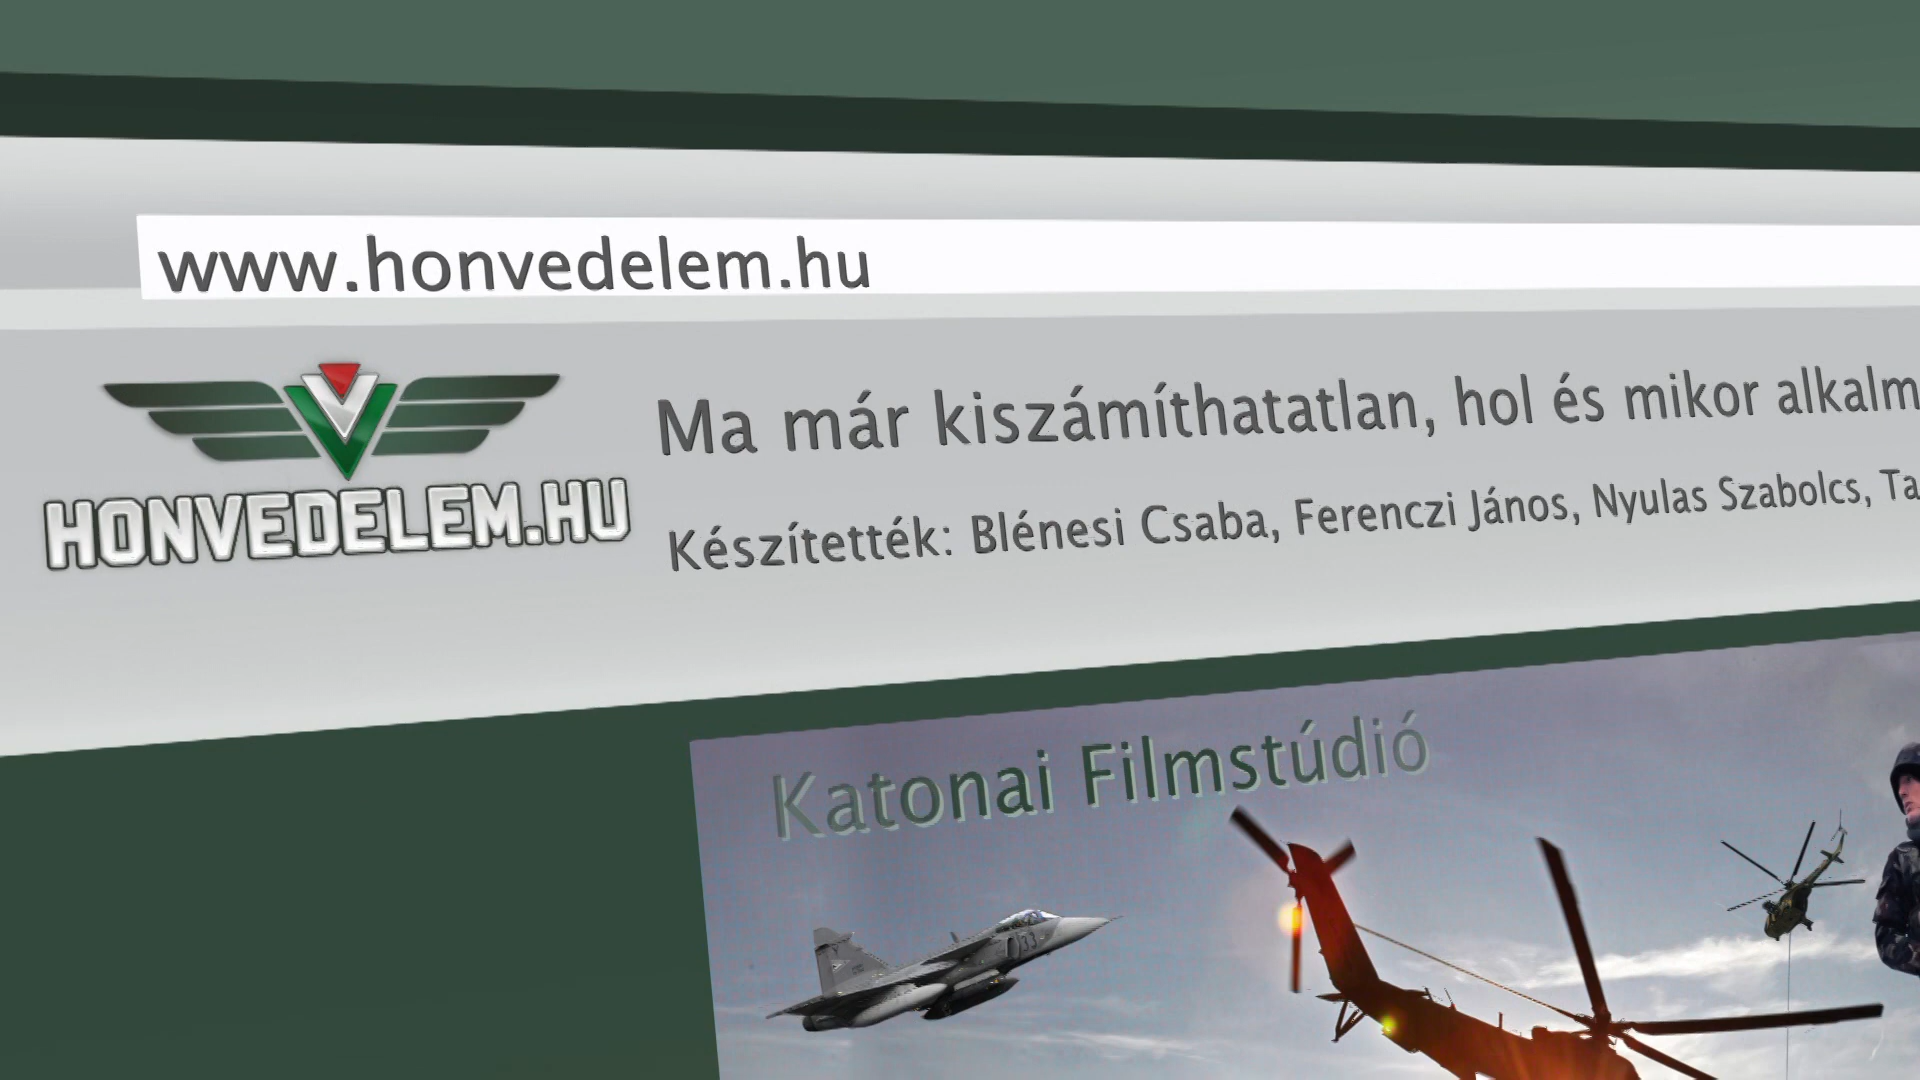 www.honvedelem.hu
HONVEDELEM.HU
Ma már kiszámíthatatlan, hol és mikor
Készítették: Blénesi Csaba, Ferenczi János, Nyulas Szabolcs,
Katonai Filmstúdió
33